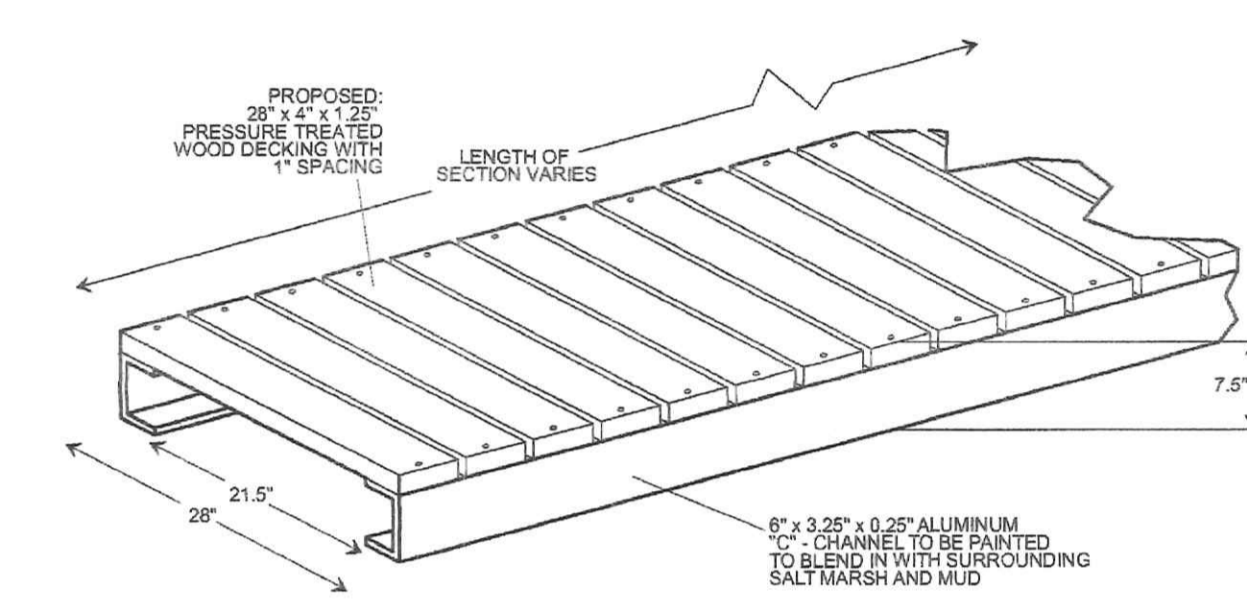 PROPOSED:
28" x 4" x 1.25"
PRESSURE TREATED
WOOD DECKING WITH
1" SPACING
LENGTH OF
SECTION VARIES
7.5"
21.5"
28"
6" x 3.25" x 0.25" ALUMINUM
"C" - CHANNEL TO BE PAINTED
TO BLEND IN WITH SURROUNDING
SALT MARSH AND MUD